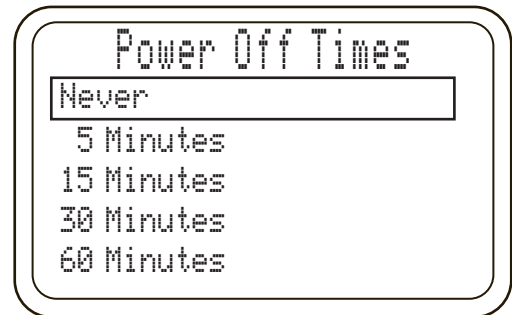 Power Off Times
Never
5 Minutes
15 Minutes
30 Minutes
60 Minutes